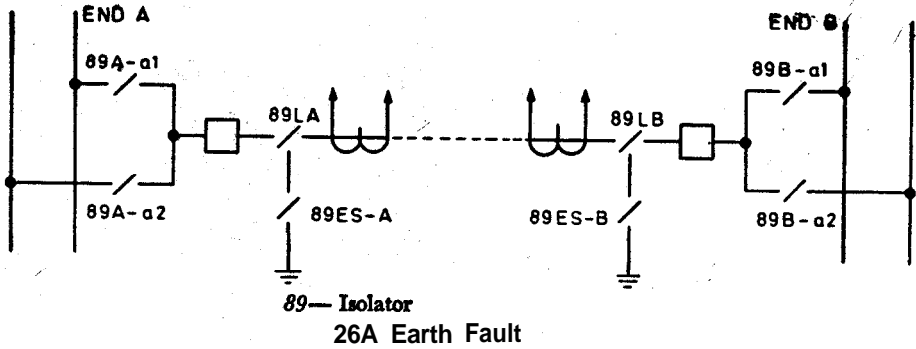 END A
END B
89A-a1
89B-a1
89LA
89LB
89A-a2
89ES-A
89ES-B
89B-a2
89— Isolator
26A Earth Fault